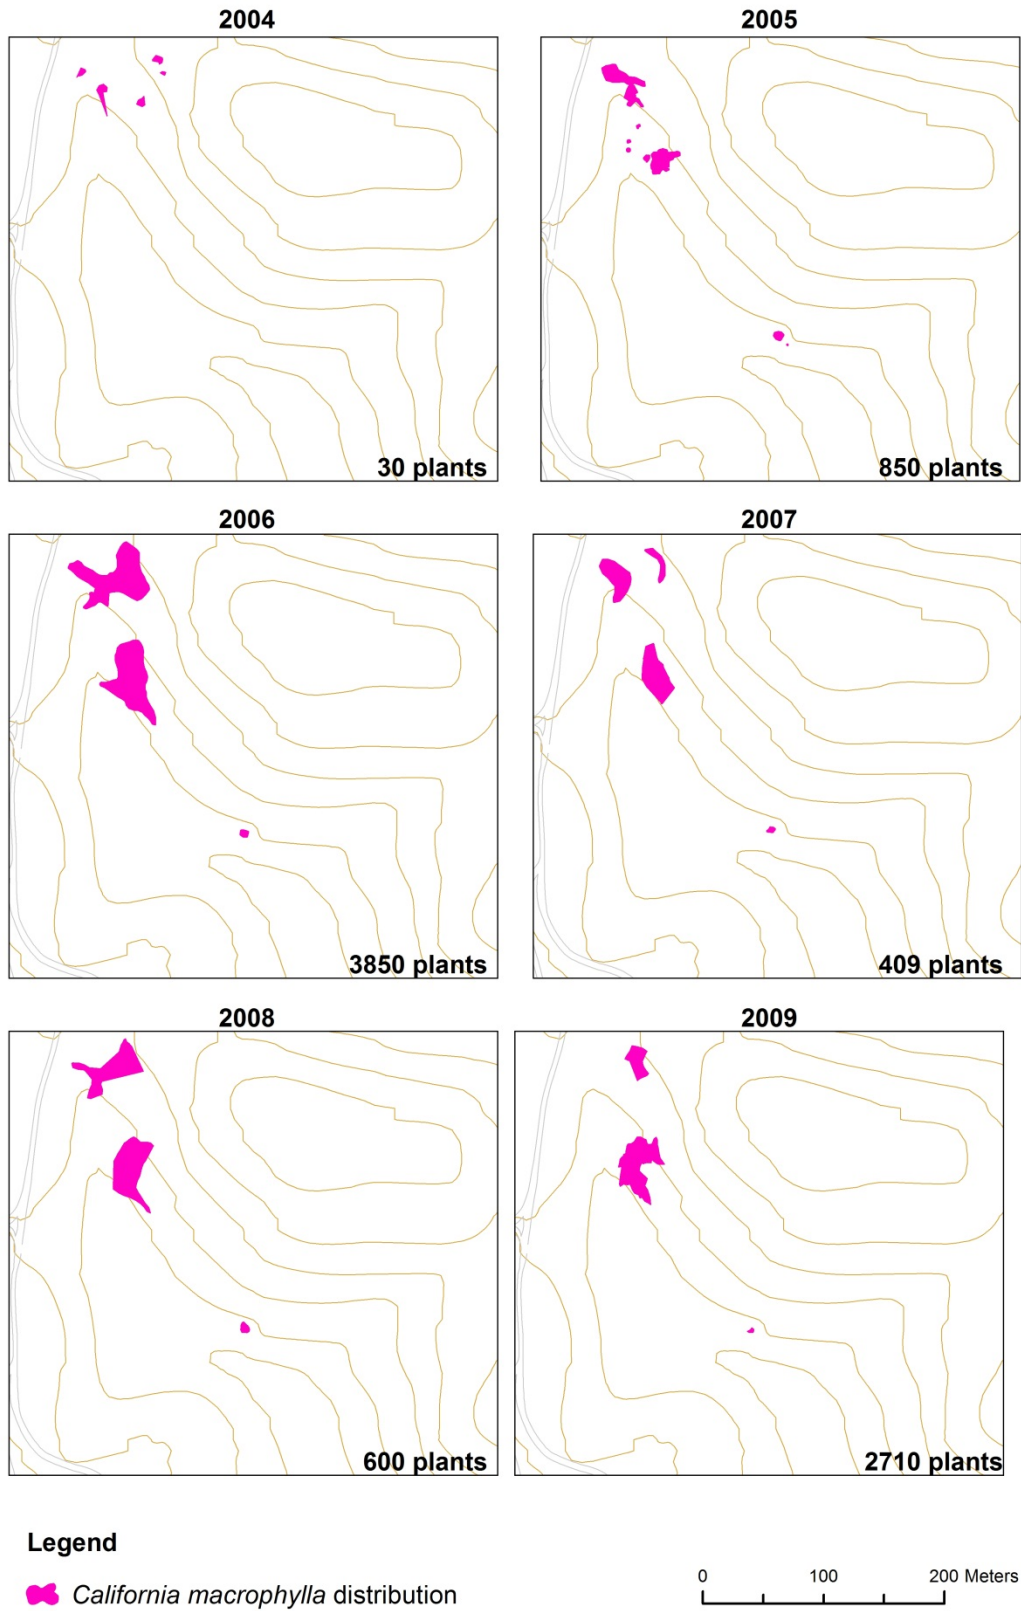 2004
2005
30 plants
850 plants
2006
2007
3850 plants
409 plants
2008
2009
600 plants
2710 plants
Legend
California macrophylla distribution
0 100 200 Meters